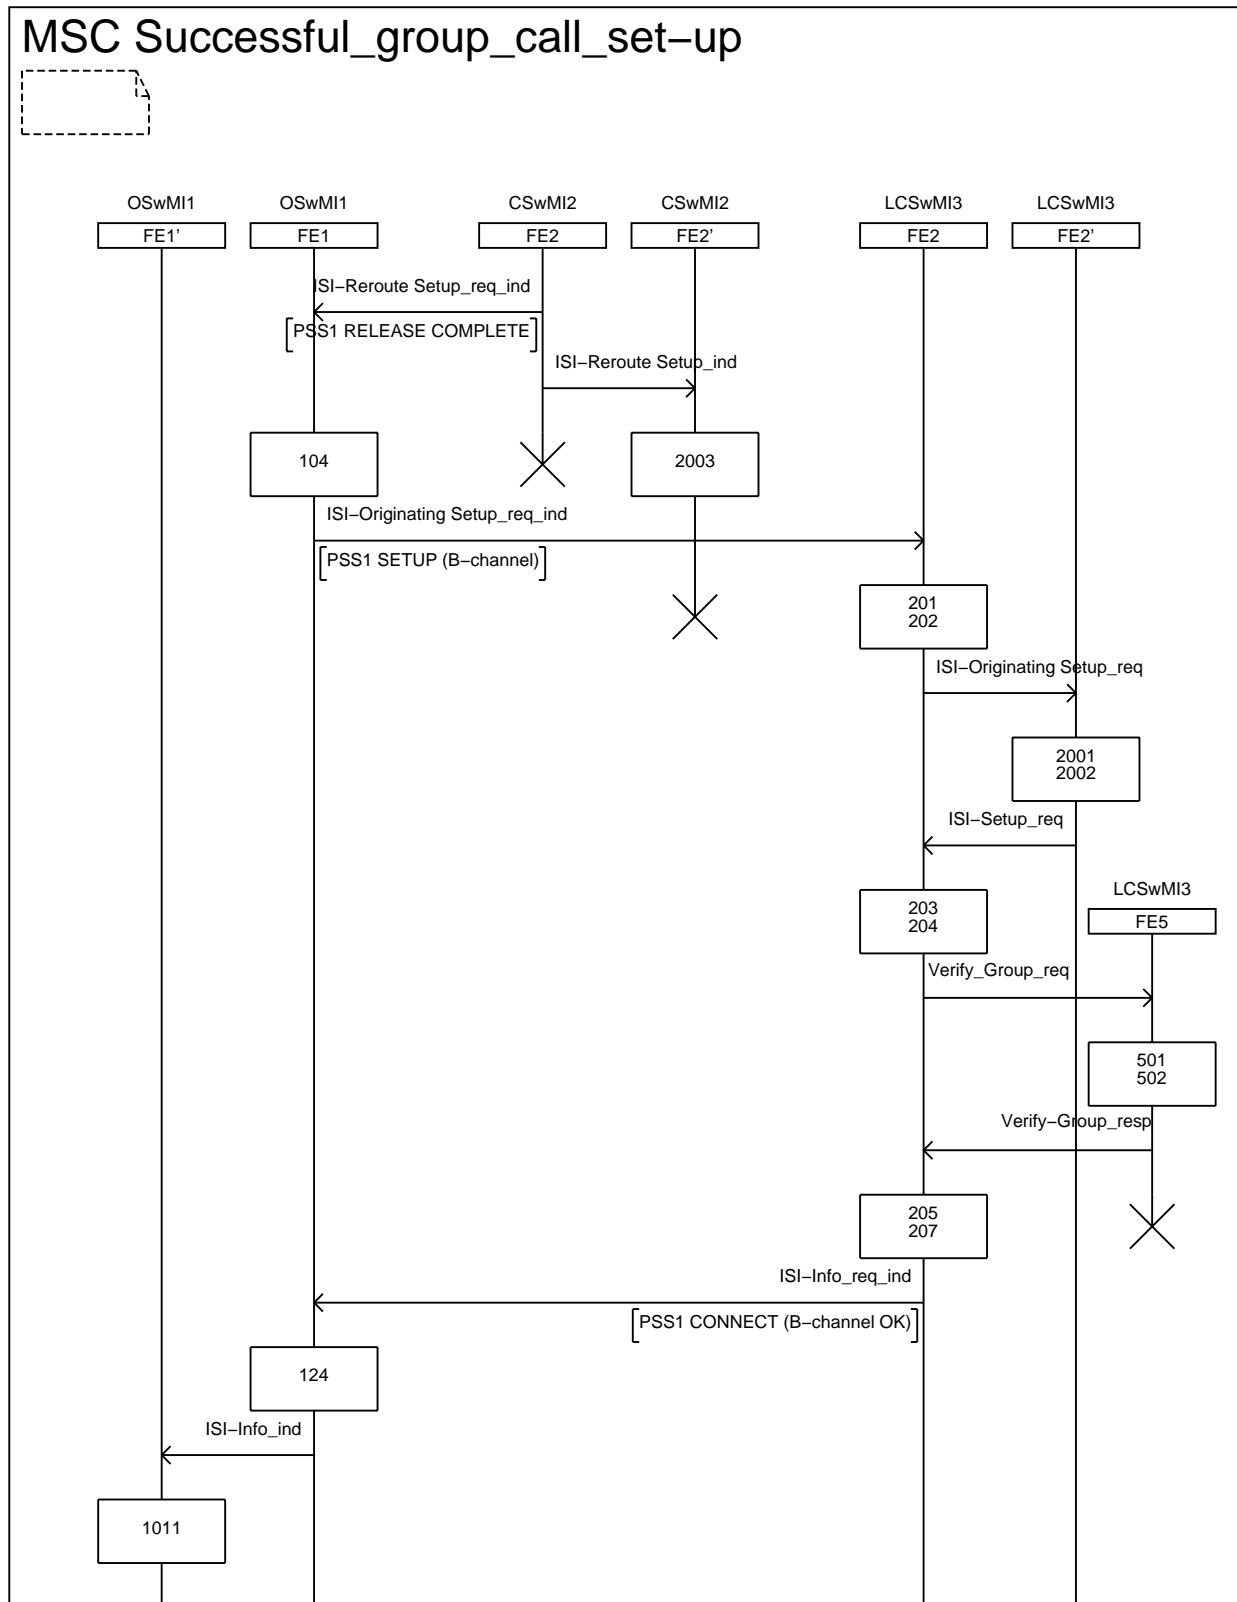 MSC Successful_group_call_set−up
OSwMI1 OSwMI1 CSwMI2 CSwMI2 LCSwMI3 LCSwMI3
FE1’ FE1 FE2 FE2’ FE2 FE2’
ISI−Reroute Setup_req_ind
PSS1 RELEASE COMPLETE
ISI−Reroute Setup_ind
104 2003
ISI−Originating Setup_req_ind
PSS1 SETUP (B−channel)
201
202
ISI−Originating Setup_req
2001
2002
ISI−Setup_req
LCSwMI3
203
204
FE5
Verify_Group_req
501
502
Verify−Group_resp
205
207
ISI−Info_req_ind
PSS1 CONNECT (B−channel OK)
124
ISI−Info_ind
1011